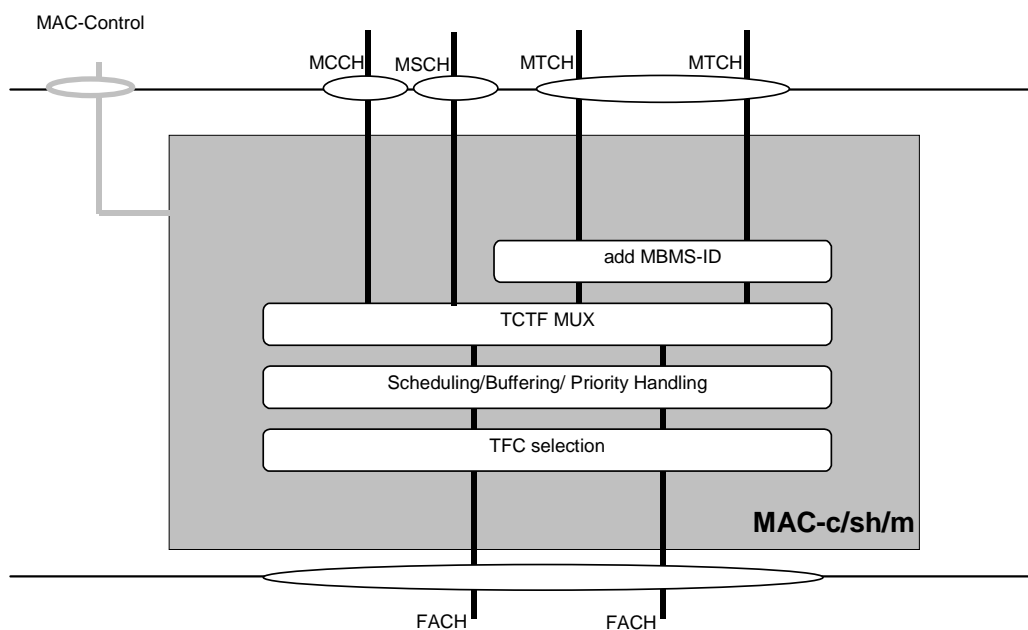 MAC-Control
MCCH
MSCH
MTCH
MTCH
add MBMS-ID
TCTF MUX
Scheduling/Buffering/ Priority Handling
TFC selection
MAC-c/sh/m
FACH
FACH